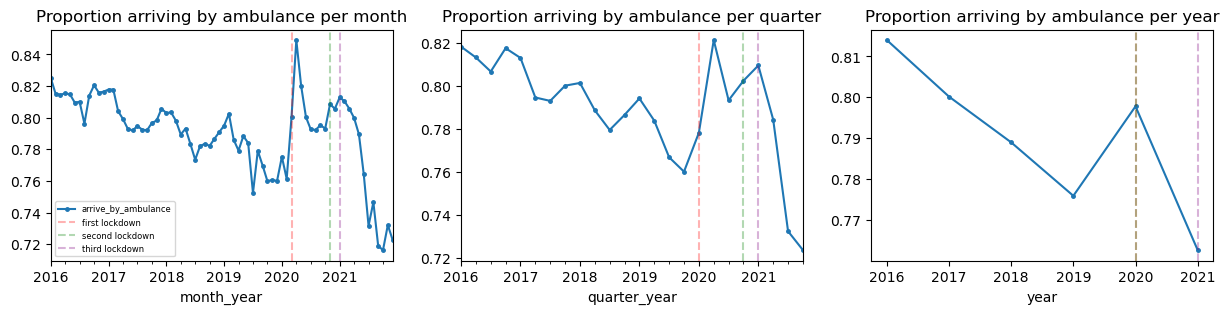 Proportion arriving by ambulance per month
0.84
0.82
0.80
0.78
0.76
0.74
0.72
arrive_by_ambulance
first lockdown
second lockdown
third lockdown
2016 2017 2018 2019 2020 2021
month_year
Proportion arriving by ambulance per quarter
0.82
0.80
0.78
0.76
0.74
0.72
2016 2017 2018 2019 2020 2021
quarter_year
Proportion arriving by ambulance per year
0.81
0.80
0.79
0.78
0.77
2016 2017 2018 2019 2020 2021
year